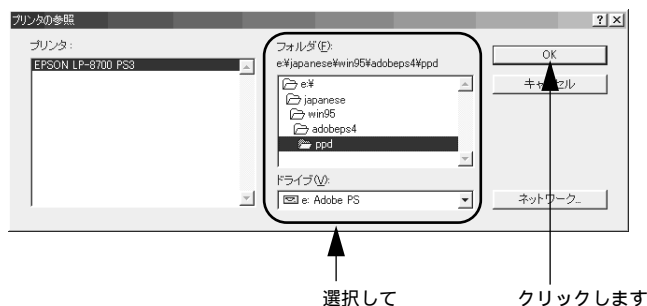 プリンタの参照
プリンタ:
EPSON LP-8700 PS3
フォルダ(F):
e:¥japanese¥win95¥adobeps4¥ppd
e:¥
japanese
win95
adobeps4
ppd
ドライブ(V):
e: Adobe PS
OK
キャンセル
ネットワーク...
選択して
クリックします